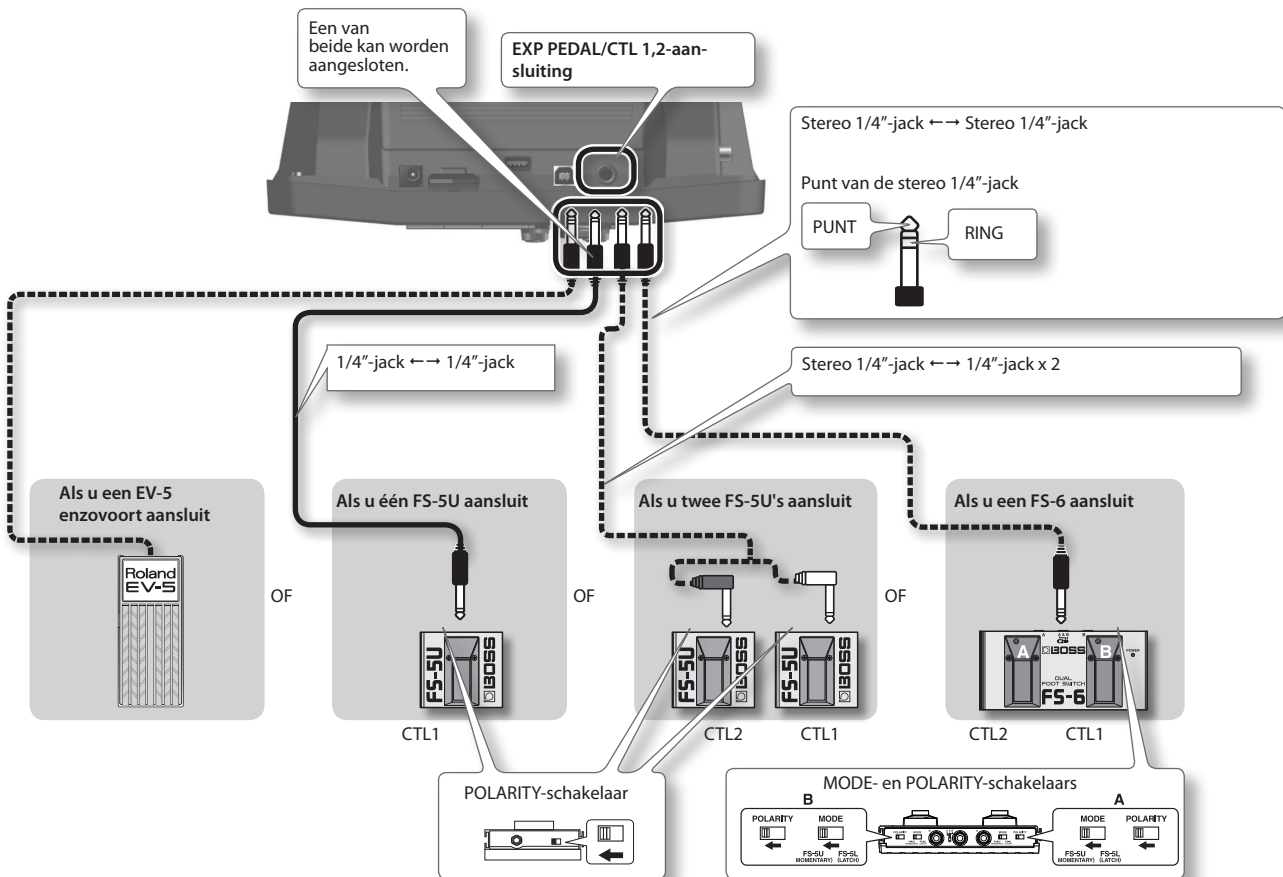 Een van
beide kan worden
aangesloten.
EXP PEDAL/CTL 1,2-aan-
sluiting
Stereo 1/4"-jack ←→ Stereo 1/4"-jack
Punt van de stereo 1/4"-jack
PUNT
RING
1/4"-jack ←→ 1/4"-jack
Stereo 1/4"-jack ←→ 1/4"-jack x 2
Als u een EV-5
enzovoort aansluit
Roland
EV-5
OF
Als u één FS-5U aansluit
FS-5U
BOSS
CTL1
OF
Als u twee FS-5U's aansluit
FS-5U
BOSS
FS-5U
BOSS
CTL2
CTL1
OF
Als u een FS-6 aansluit
A
A&B
B
A
BOSS
B
POWER
DUAL
FOOT SWITCH
FS-6
CTL2
CTL1
POLARITY-schakelaar
MODE- en POLARITY-schakelaars
B
A
POLARITY
MODE
MODE
POLARITY
FS-5U
(MOMENTARY)
FS-5L
(LATCH)
FS-5U
(MOMENTARY)
FS-5L
(LATCH)